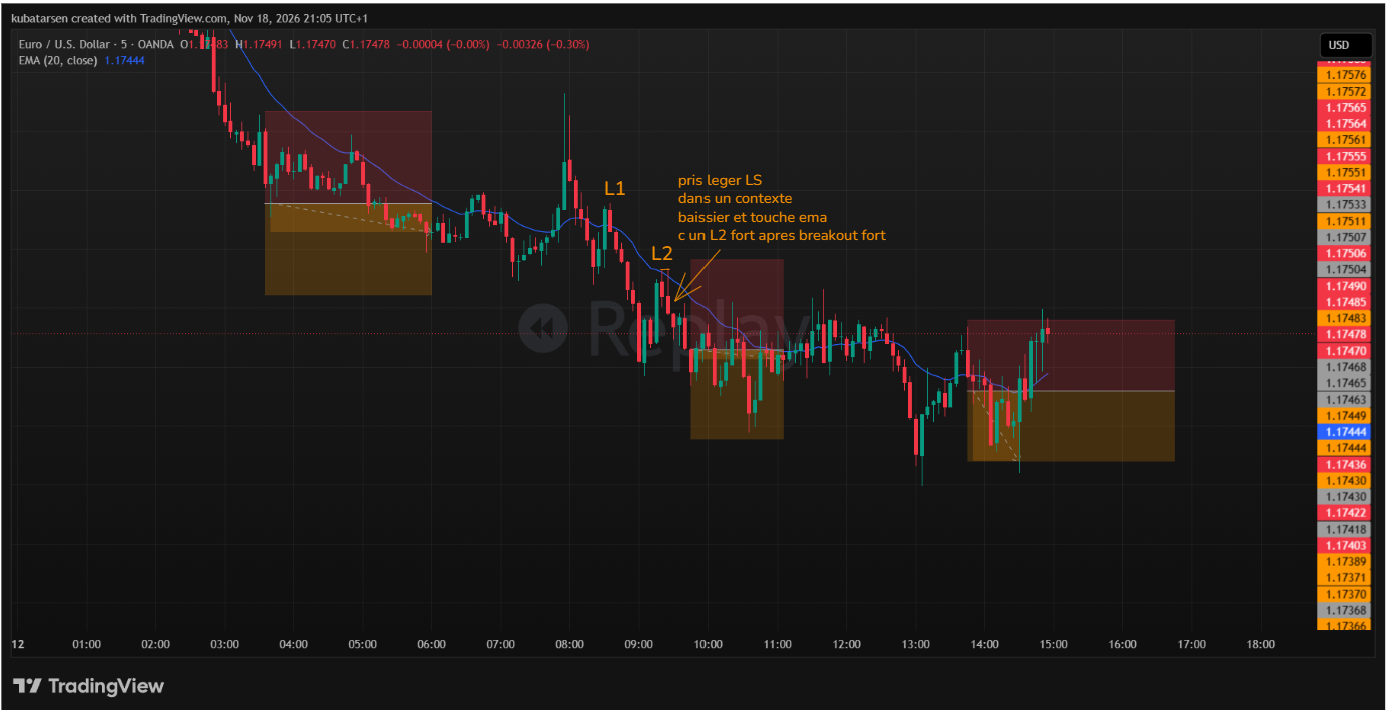 kubatarsen created with TradingView.com, Nov 18, 2026 21:05 UTC+1
Euro / U.S. Dollar · 5 · OANDA H1.17491 L1.17470 C1.17478 −0.00004 (−0.00%) −0.00326 (−0.30%)
EMA (20, close) 1.17444
USD
1.17576
1.17572
1.17565
1.17564
1.17561
1.17555
1.17551
1.17541
1.17533
1.17511
1.17507
1.17506
1.17504
1.17490
1.17485
1.17483
1.17478
1.17470
1.17468
1.17465
1.17463
1.17449
1.17444
1.17444
1.17436
1.17430
1.17430
1.17422
1.17418
1.17403
1.17389
1.17371
1.17370
1.17368
1.17366
L1
pris leger LS
dans un contexte
baissier et touche ema
c un L2 fort apres breakout fort
L2
Replay
12 01:00 02:00 03:00 04:00 05:00 06:00 07:00 08:00 09:00 10:00 11:00 12:00 13:00 14:00 15:00 16:00 17:00 18:00
TradingView